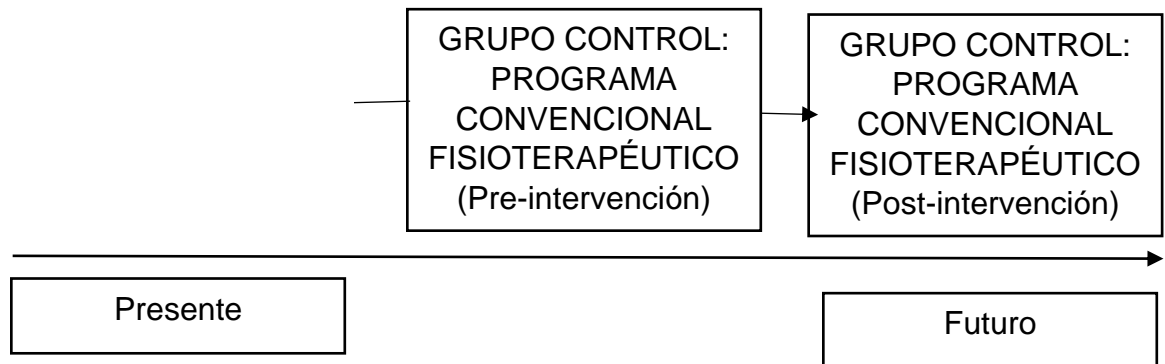 GRUPO CONTROL:
PROGRAMA
CONVENCIONAL
FISIOTERAPÉUTICO
(Pre-intervención)
GRUPO CONTROL:
PROGRAMA
CONVENCIONAL
FISIOTERAPÉUTICO
(Post-intervención)
Presente
Futuro